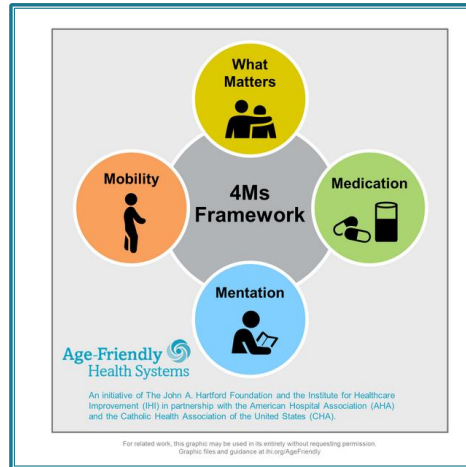 What
Matters
Mobility
4Ms
Framework
Medication
Mentation
Age-Friendly
Health Systems
An initiative of The John A. Hartford Foundation and the Institute for Healthcare
Improvement (IHI) in partnership with the American Hospital Association (AHA)
and the Catholic Health Association of the United States (CHA).
For related work, this graphic may be used in its entirety without requesting permission.
Graphic files and guidance at ihi.org/AgeFriendly